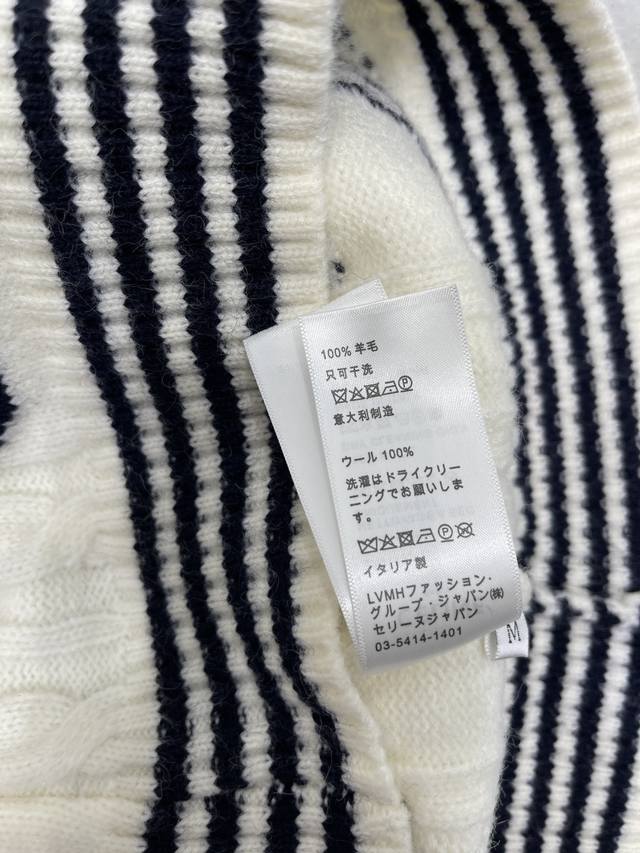 100% 羊毛
只可干洗
意大利制造
ウール 100%
洗濯はドライクリー
ニングでお願いしま
す。
イタリア製
LVMHファッション・
グループ・ジャパン(株)
セリーヌジャパン
03-5414-1401
M